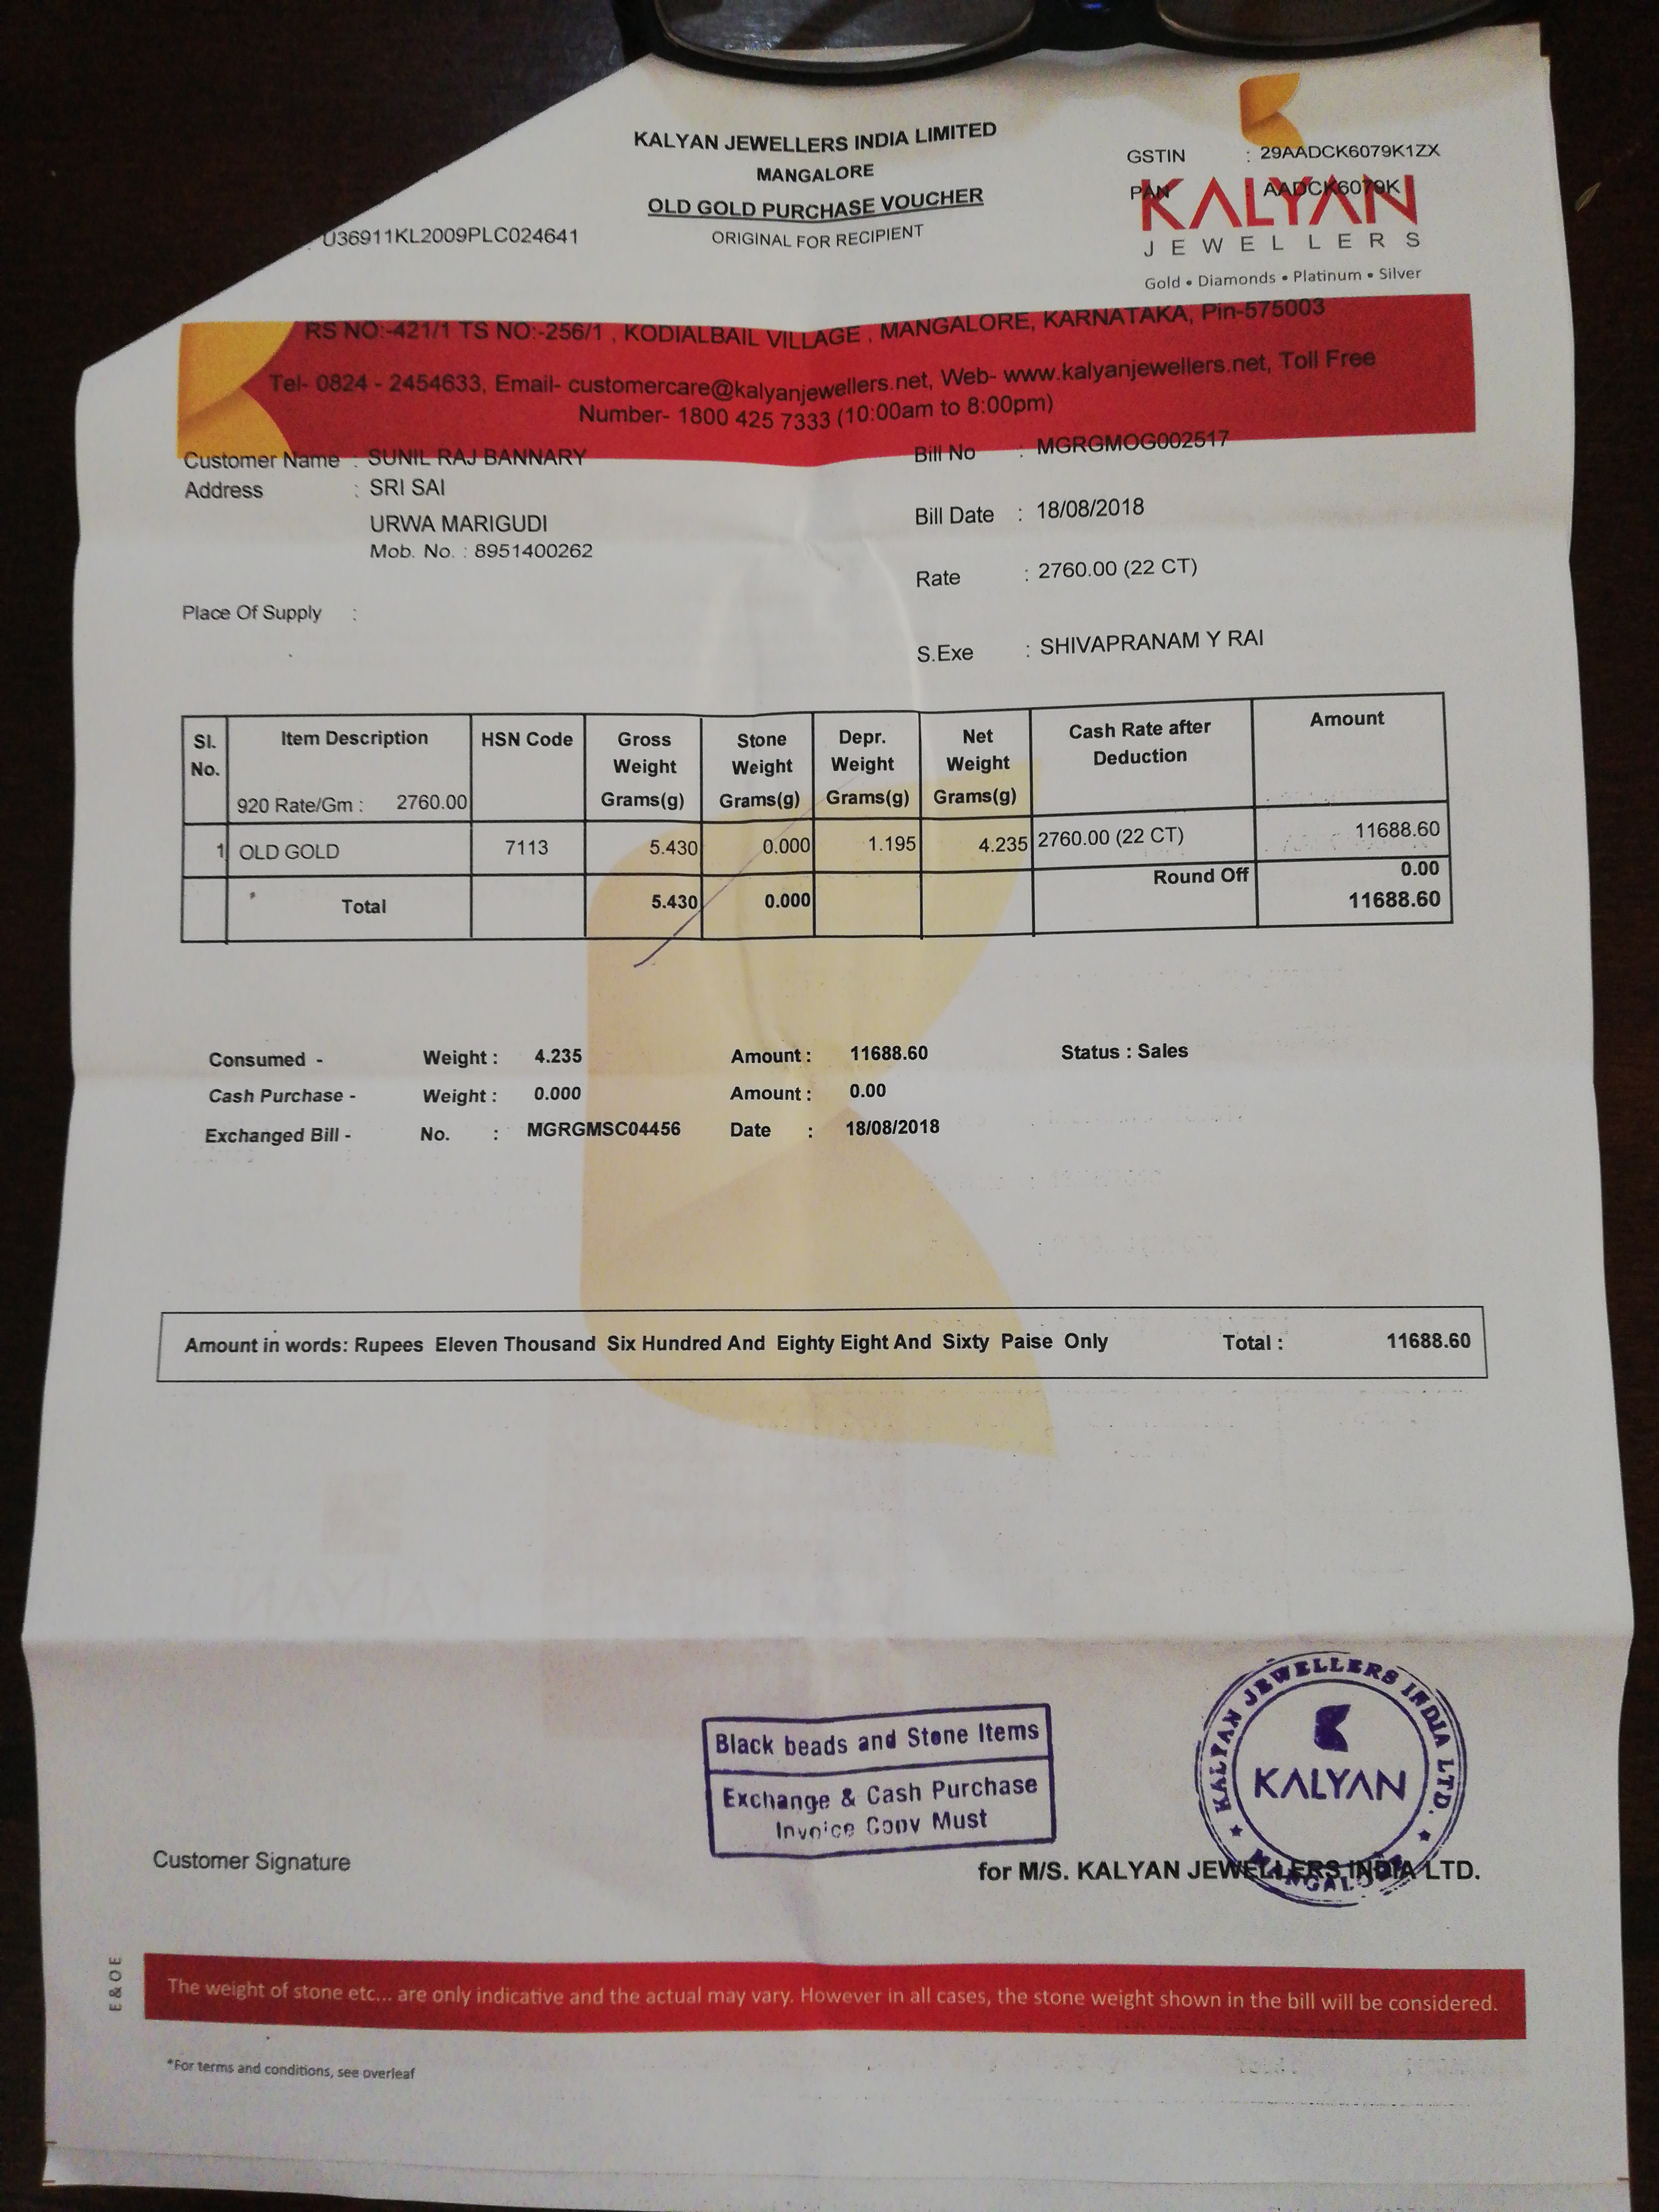 KALYAN JEWELLERS INDIA LIMITED
MANGALORE
OLD GOLD PURCHASE VOUCHER
ORIGINAL FOR RECIPIENT
: U36911KL2009PLC024641
GSTIN : 29AADCK6079K1ZX
PAN : AADCK6079K
KALYAN
JEWELLERS
Gold • Diamonds • Platinum • Silver
RS NO:-421/1 TS NO:-256/1 , KODIALBAIL VILLAGE , MANGALORE, KARNATAKA, Pin-575003
Tel- 0824 - 2454633, Email- customercare@kalyanjewellers.net, Web- www.kalyanjewellers.net, Toll Free
Number- 1800 425 7333 (10:00am to 8:00pm)
Customer Name : SUNIL RAJ BANNARY
Address : SRI SAI
URWA MARIGUDI
Mob. No. : 8951400262
Place Of Supply :
Bill No : MGRGMOG002517
Bill Date : 18/08/2018
Rate : 2760.00 (22 CT)
S.Exe : SHIVAPRANAM Y RAI
Sl. No. Item Description HSN Code Gross Weight Grams(g) Stone Weight Grams(g) Depr. Weight Grams(g) Net Weight Grams(g) Cash Rate after Deduction Amount
920 Rate/Gm : 2760.00
1 OLD GOLD 7113 5.430 0.000 1.195 4.235 2760.00 (22 CT) 11688.60
Round Off 0.00
Total 5.430 0.000 11688.60
Consumed - Weight : 4.235 Amount : 11688.60 Status : Sales
Cash Purchase - Weight : 0.000 Amount : 0.00
Exchanged Bill - No. : MGRGMSC04456 Date : 18/08/2018
Amount in words: Rupees Eleven Thousand Six Hundred And Eighty Eight And Sixty Paise Only Total : 11688.60
Black beads and Stone Items
Exchange & Cash Purchase
Invoice Copy Must
KALYAN JEWELLERS INDIA LTD.
KALYAN
★ MANGALORE ★
Customer Signature
for M/S. KALYAN JEWELLERS INDIA LTD.
E&OE
The weight of stone etc... are only indicative and the actual may vary. However in all cases, the stone weight shown in the bill will be considered.
*For terms and conditions, see overleaf